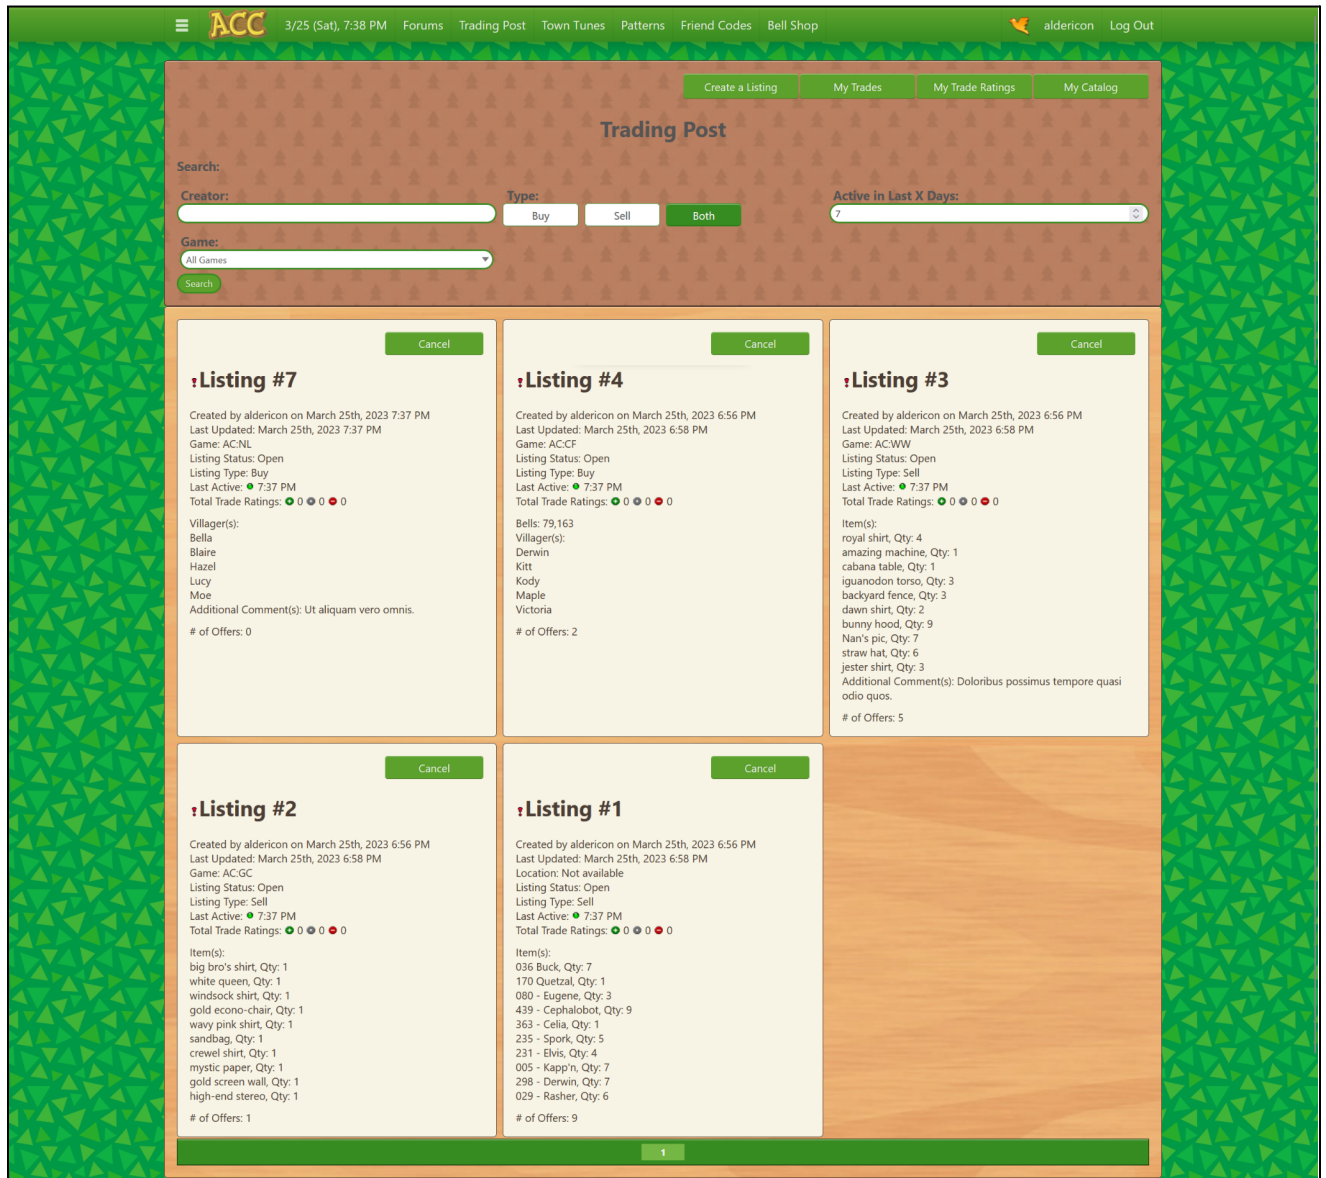 ACC 3/25 (Sat), 7:38 PM Forums Trading Post Town Tunes Patterns Friend Codes Bell Shop aldericon Log Out
Create a Listing My Trades My Trade Ratings My Catalog
Trading Post
Search:
Creator: Type: Active in Last X Days:
Buy Sell Both 7
Game:
All Games
Search
Cancel
Listing #7
Created by aldericon on March 25th, 2023 7:37 PM
Last Updated: March 25th, 2023 7:37 PM
Game: AC:NL
Listing Status: Open
Listing Type: Buy
Last Active: 7:37 PM
Total Trade Ratings: 0 0 0
Villager(s):
Bella
Blaire
Hazel
Lucy
Moe
Additional Comment(s): Ut aliquam vero omnis.
# of Offers: 0
Cancel
Listing #4
Created by aldericon on March 25th, 2023 6:56 PM
Last Updated: March 25th, 2023 6:58 PM
Game: AC:CF
Listing Status: Open
Listing Type: Buy
Last Active: 7:37 PM
Total Trade Ratings: 0 0 0
Bells: 79,163
Villager(s):
Derwin
Kitt
Kody
Maple
Victoria
# of Offers: 2
Cancel
Listing #3
Created by aldericon on March 25th, 2023 6:56 PM
Last Updated: March 25th, 2023 6:58 PM
Game: AC:WW
Listing Status: Open
Listing Type: Sell
Last Active: 7:37 PM
Total Trade Ratings: 0 0 0
Item(s):
royal shirt, Qty: 4
amazing machine, Qty: 1
cabana table, Qty: 1
iguanodon torso, Qty: 3
backyard fence, Qty: 3
dawn shirt, Qty: 2
bunny hood, Qty: 9
Nan's pic, Qty: 7
straw hat, Qty: 6
jester shirt, Qty: 3
Additional Comment(s): Doloribus possimus tempore quasi
odio quos.
# of Offers: 5
Cancel
Listing #2
Created by aldericon on March 25th, 2023 6:56 PM
Last Updated: March 25th, 2023 6:58 PM
Game: AC:GC
Listing Status: Open
Listing Type: Sell
Last Active: 7:37 PM
Total Trade Ratings: 0 0 0
Item(s):
big bro's shirt, Qty: 1
white queen, Qty: 1
windsock shirt, Qty: 1
gold econo-chair, Qty: 1
wavy pink shirt, Qty: 1
sandbag, Qty: 1
crewel shirt, Qty: 1
mystic paper, Qty: 1
gold screen wall, Qty: 1
high-end stereo, Qty: 1
# of Offers: 1
Cancel
Listing #1
Created by aldericon on March 25th, 2023 6:56 PM
Last Updated: March 25th, 2023 6:58 PM
Location: Not available
Listing Status: Open
Listing Type: Sell
Last Active: 7:37 PM
Total Trade Ratings: 0 0 0
Item(s):
036 Buck, Qty: 7
170 Quetzal, Qty: 1
080 - Eugene, Qty: 3
439 - Cephalobot, Qty: 9
363 - Celia, Qty: 1
235 - Spork, Qty: 5
231 - Elvis, Qty: 4
005 - Kapp'n, Qty: 7
298 - Derwin, Qty: 7
029 - Rasher, Qty: 6
# of Offers: 9
1